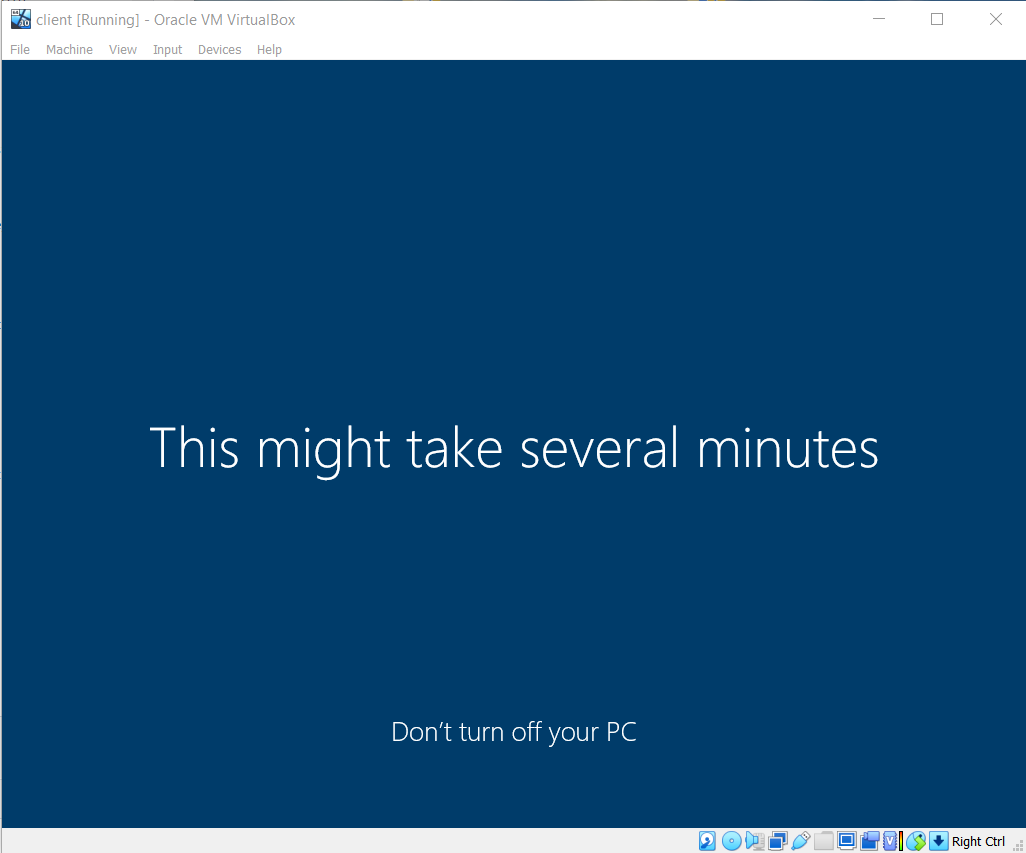 client [Running] - Oracle VM VirtualBox
File Machine View Input Devices Help
This might take several minutes
Don’t turn off your PC
Right Ctrl